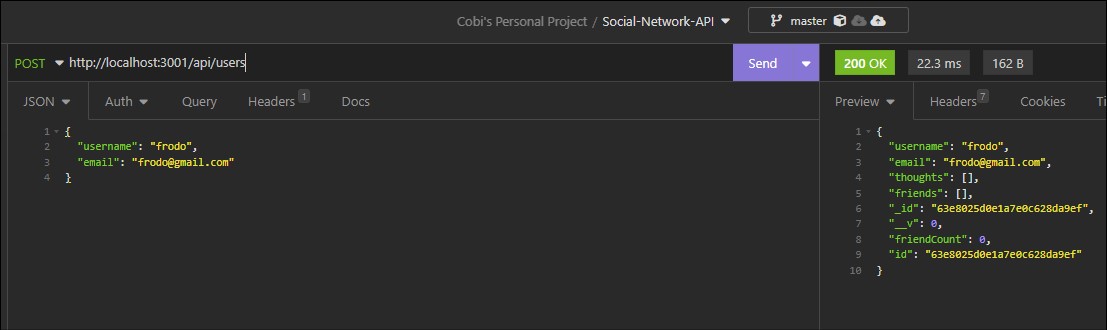 Cobi's Personal Project / Social-Network-API master
POST http://localhost:3001/api/users Send 200 OK 22.3 ms 162 B
JSON Auth Query Headers 1 Docs Preview Headers 7 Cookies Ti
1 {
2 "username": "frodo",
3 "email": "frodo@gmail.com"
4 }
1 {
2 "username": "frodo",
3 "email": "frodo@gmail.com",
4 "thoughts": [],
5 "friends": [],
6 "_id": "63e8025d0e1a7e0c628da9ef",
7 "__v": 0,
8 "friendCount": 0,
9 "id": "63e8025d0e1a7e0c628da9ef"
10 }